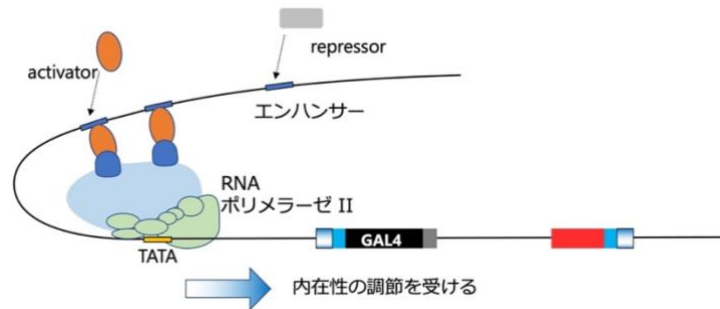 repressor
activator
エンハンサー
RNA
ポリメラーゼ II
GAL4
TATA
内在性の調節を受ける